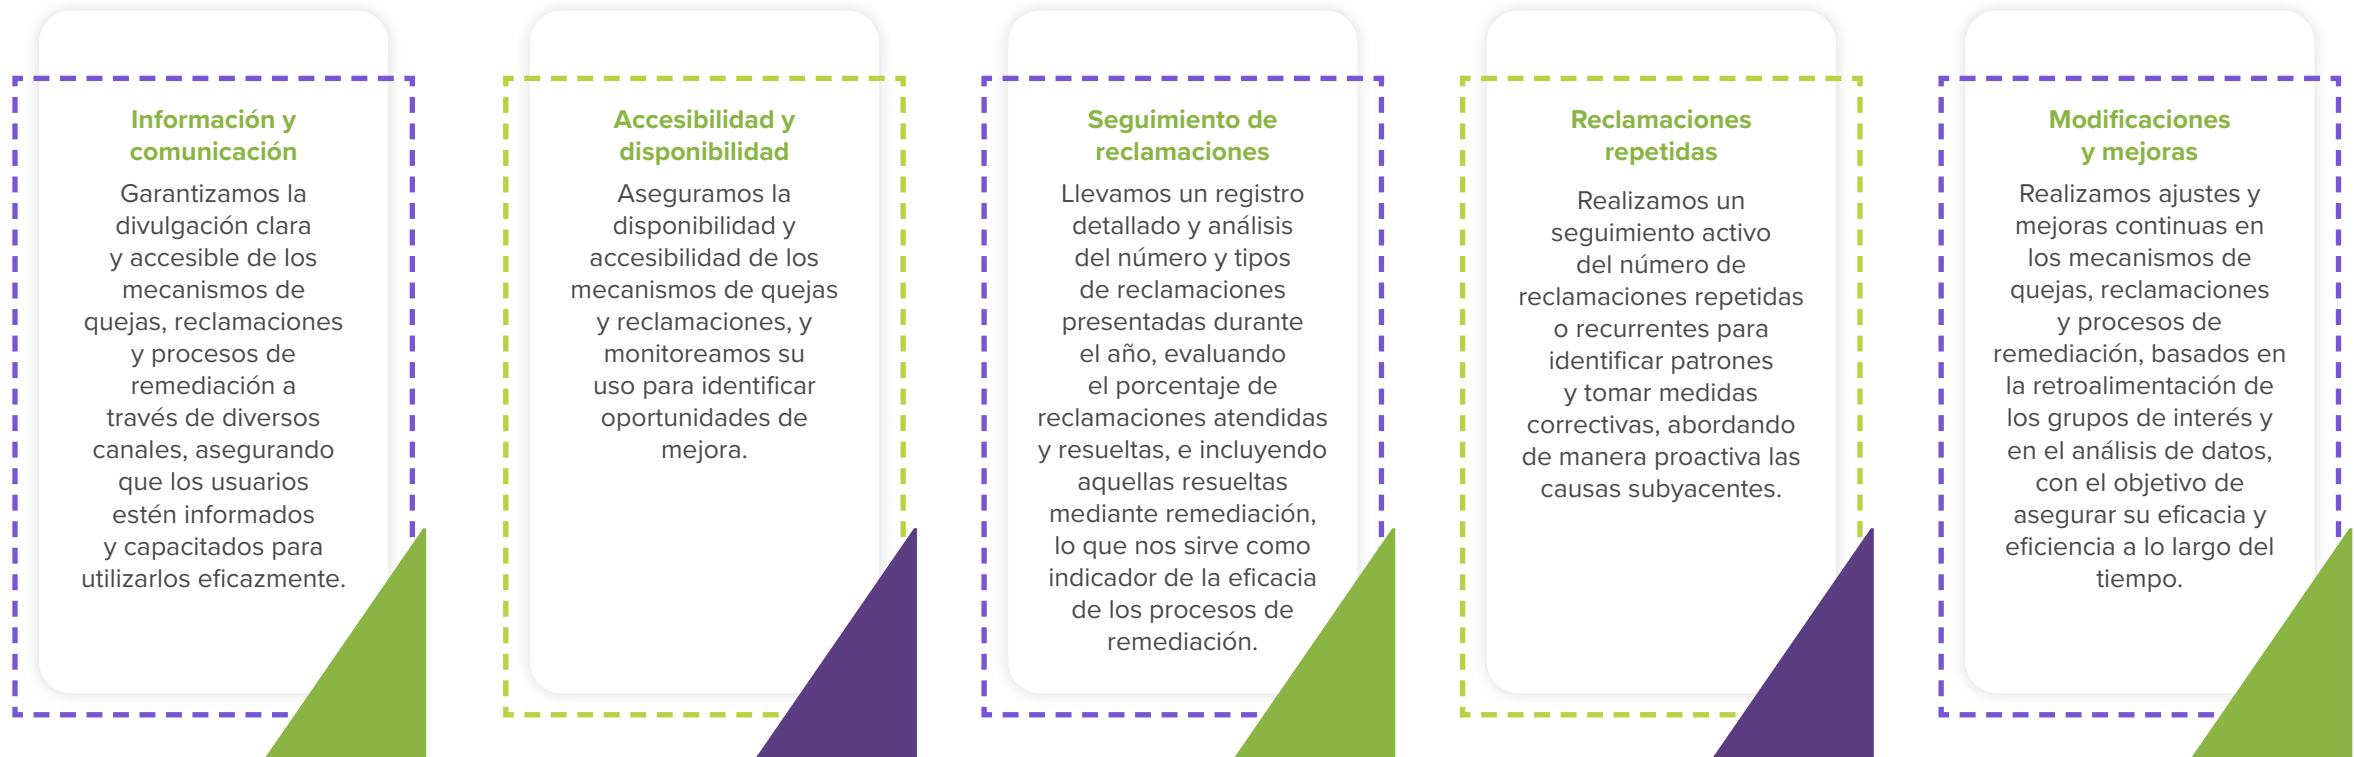 Información y
comunicación
Garantizamos la
divulgación clara
y accesible de los
mecanismos de
quejas, reclamaciones
y procesos de
remediación a
través de diversos
canales, asegurando
que los usuarios
estén informados
y capacitados para
utilizarlos eficazmente.
Accesibilidad y
disponibilidad
Aseguramos la
disponibilidad y
accesibilidad de los
mecanismos de quejas
y reclamaciones, y
monitoreamos su
uso para identificar
oportunidades de
mejora.
Seguimiento de
reclamaciones
Llevamos un registro
detallado y análisis
del número y tipos
de reclamaciones
presentadas durante
el año, evaluando
el porcentaje de
reclamaciones atendidas
y resueltas, e incluyendo
aquellas resueltas
mediante remediación,
lo que nos sirve como
indicador de la eficacia
de los procesos de
remediación.
Reclamaciones
repetidas
Realizamos un
seguimiento activo
del número de
reclamaciones repetidas
o recurrentes para
identificar patrones
y tomar medidas
correctivas, abordando
de manera proactiva las
causas subyacentes.
Modificaciones
y mejoras
Realizamos ajustes y
mejoras continuas en
los mecanismos de
quejas, reclamaciones
y procesos de
remediación, basados en
la retroalimentación de
los grupos de interés y
en el análisis de datos,
con el objetivo de
asegurar su eficacia y
eficiencia a lo largo del
tiempo.